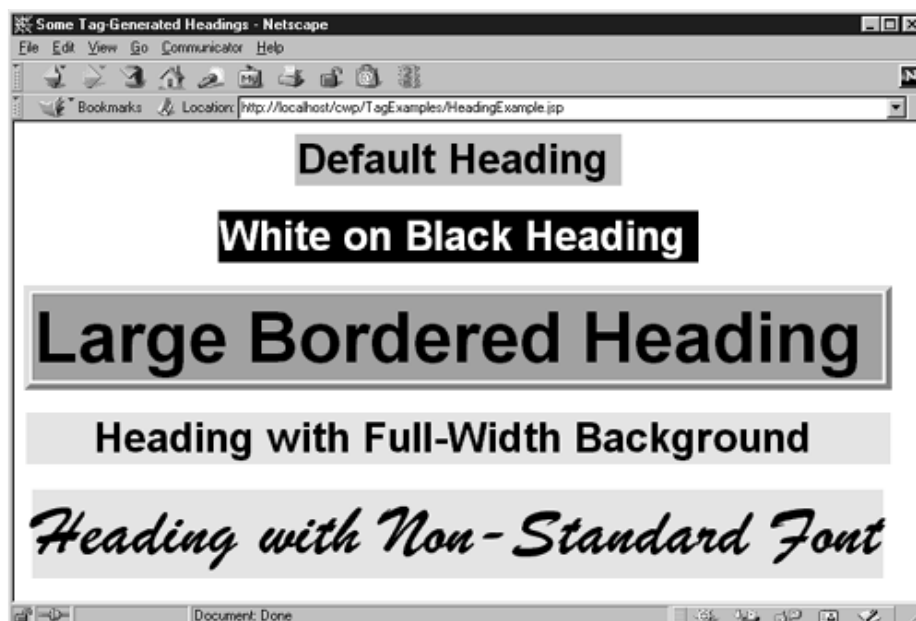 Some Tag-Generated Headings - Netscape
File Edit View Go Communicator Help
Bookmarks Location: http://localhost/cwp/TagExamples/HeadingExample.jsp
Default Heading
White on Black Heading
Large Bordered Heading
Heading with Full-Width Background
Heading with Non-Standard Font
Document: Done